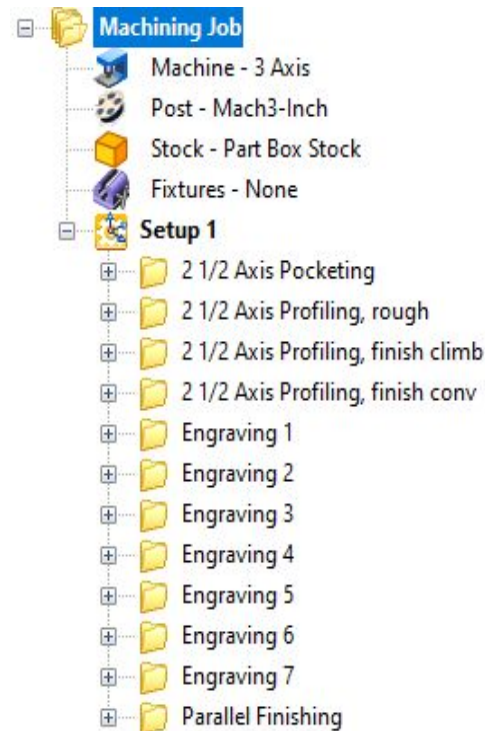 Machining Job
Machine - 3 Axis
Post - Mach3-Inch
Stock - Part Box Stock
Fixtures - None
Setup 1
2 1/2 Axis Pocketing
2 1/2 Axis Profiling, rough
2 1/2 Axis Profiling, finish climb
2 1/2 Axis Profiling, finish conv
Engraving 1
Engraving 2
Engraving 3
Engraving 4
Engraving 5
Engraving 6
Engraving 7
Parallel Finishing